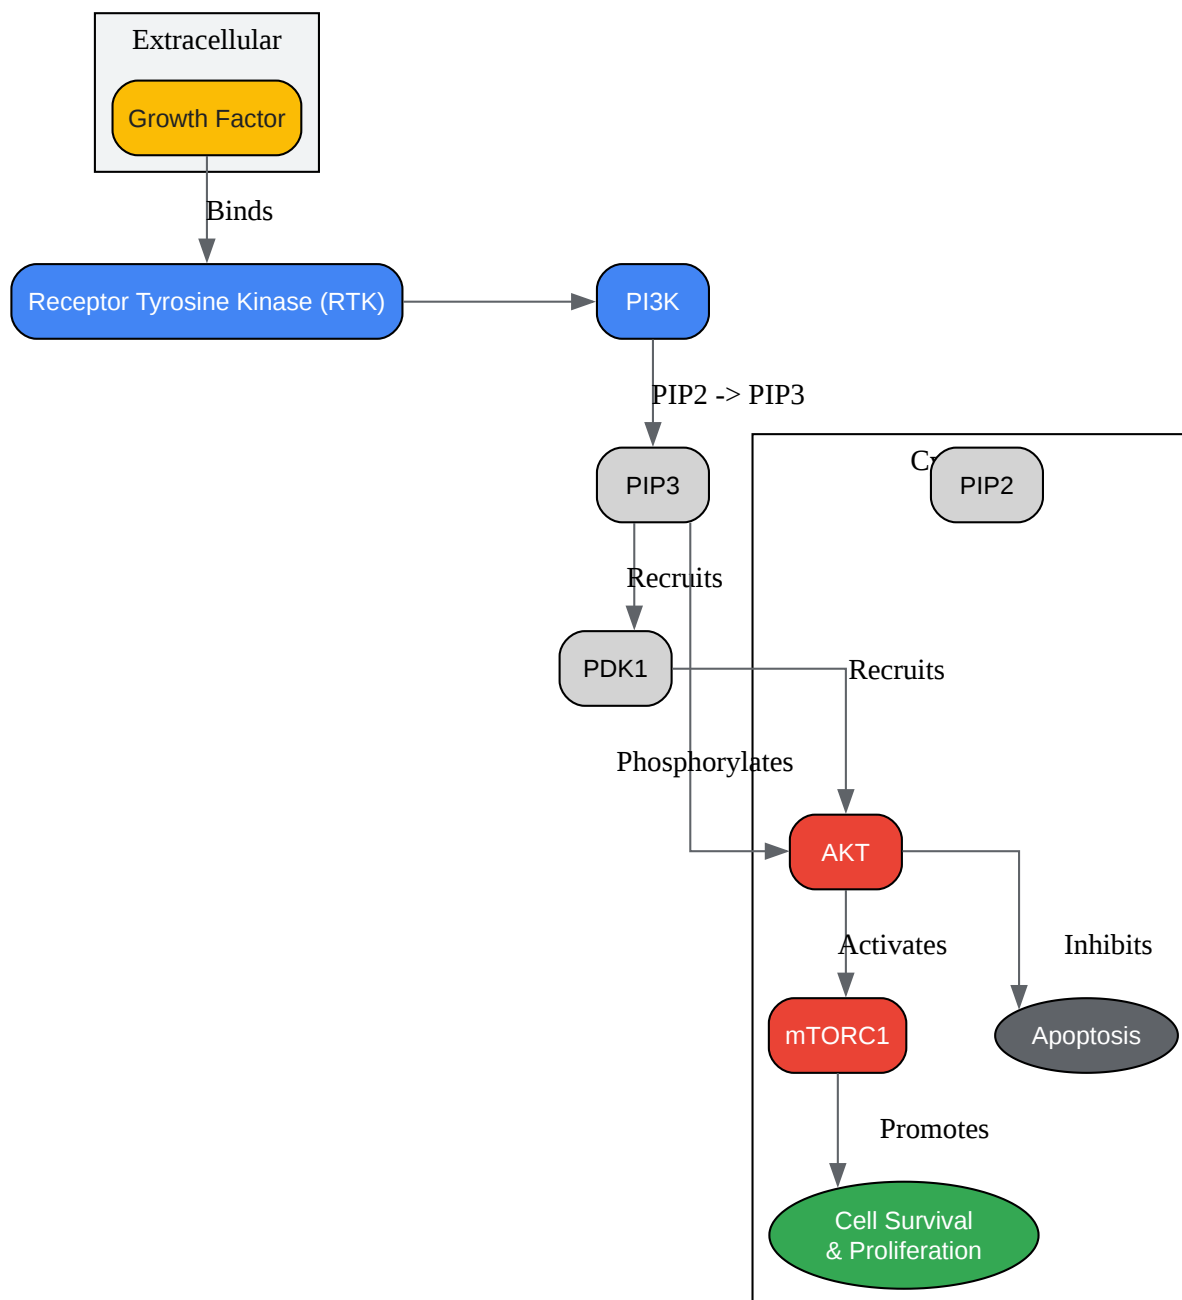 Extracellular
Growth Factor
Binds
Receptor Tyrosine Kinase (RTK)
PI3K
PIP2 -> PIP3
PIP3
PIP2
Recruits
PDK1
Recruits
Phosphorylates
AKT
Activates
Inhibits
mTORC1
Apoptosis
Promotes
Cell Survival
& Proliferation